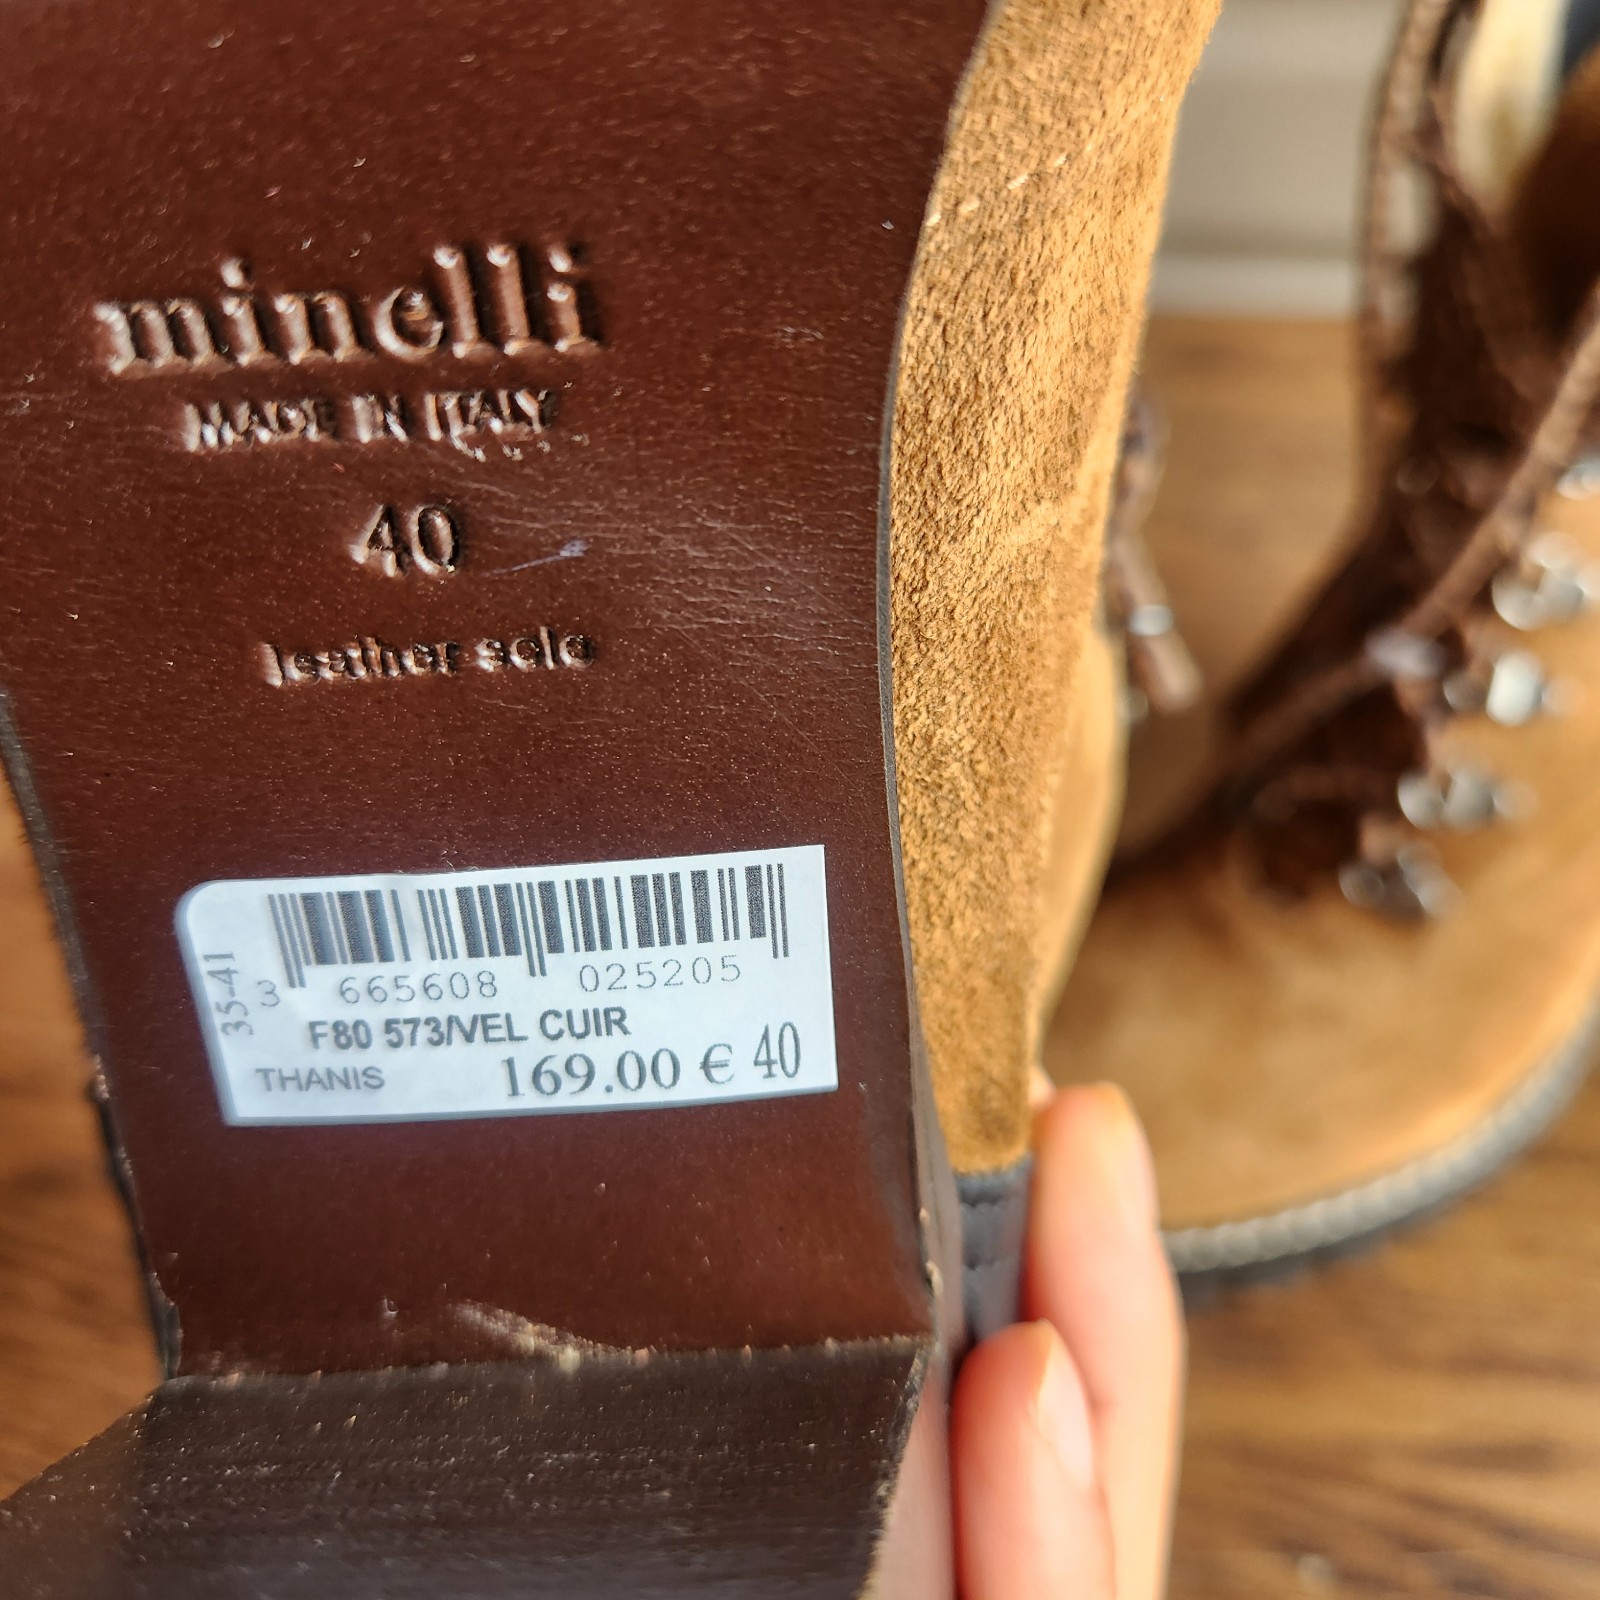 minelli
MADE IN ITALY
40
leather sole
35-41
3 665608 025205
F80 573/VEL CUIR
THANIS 169.00 € 40